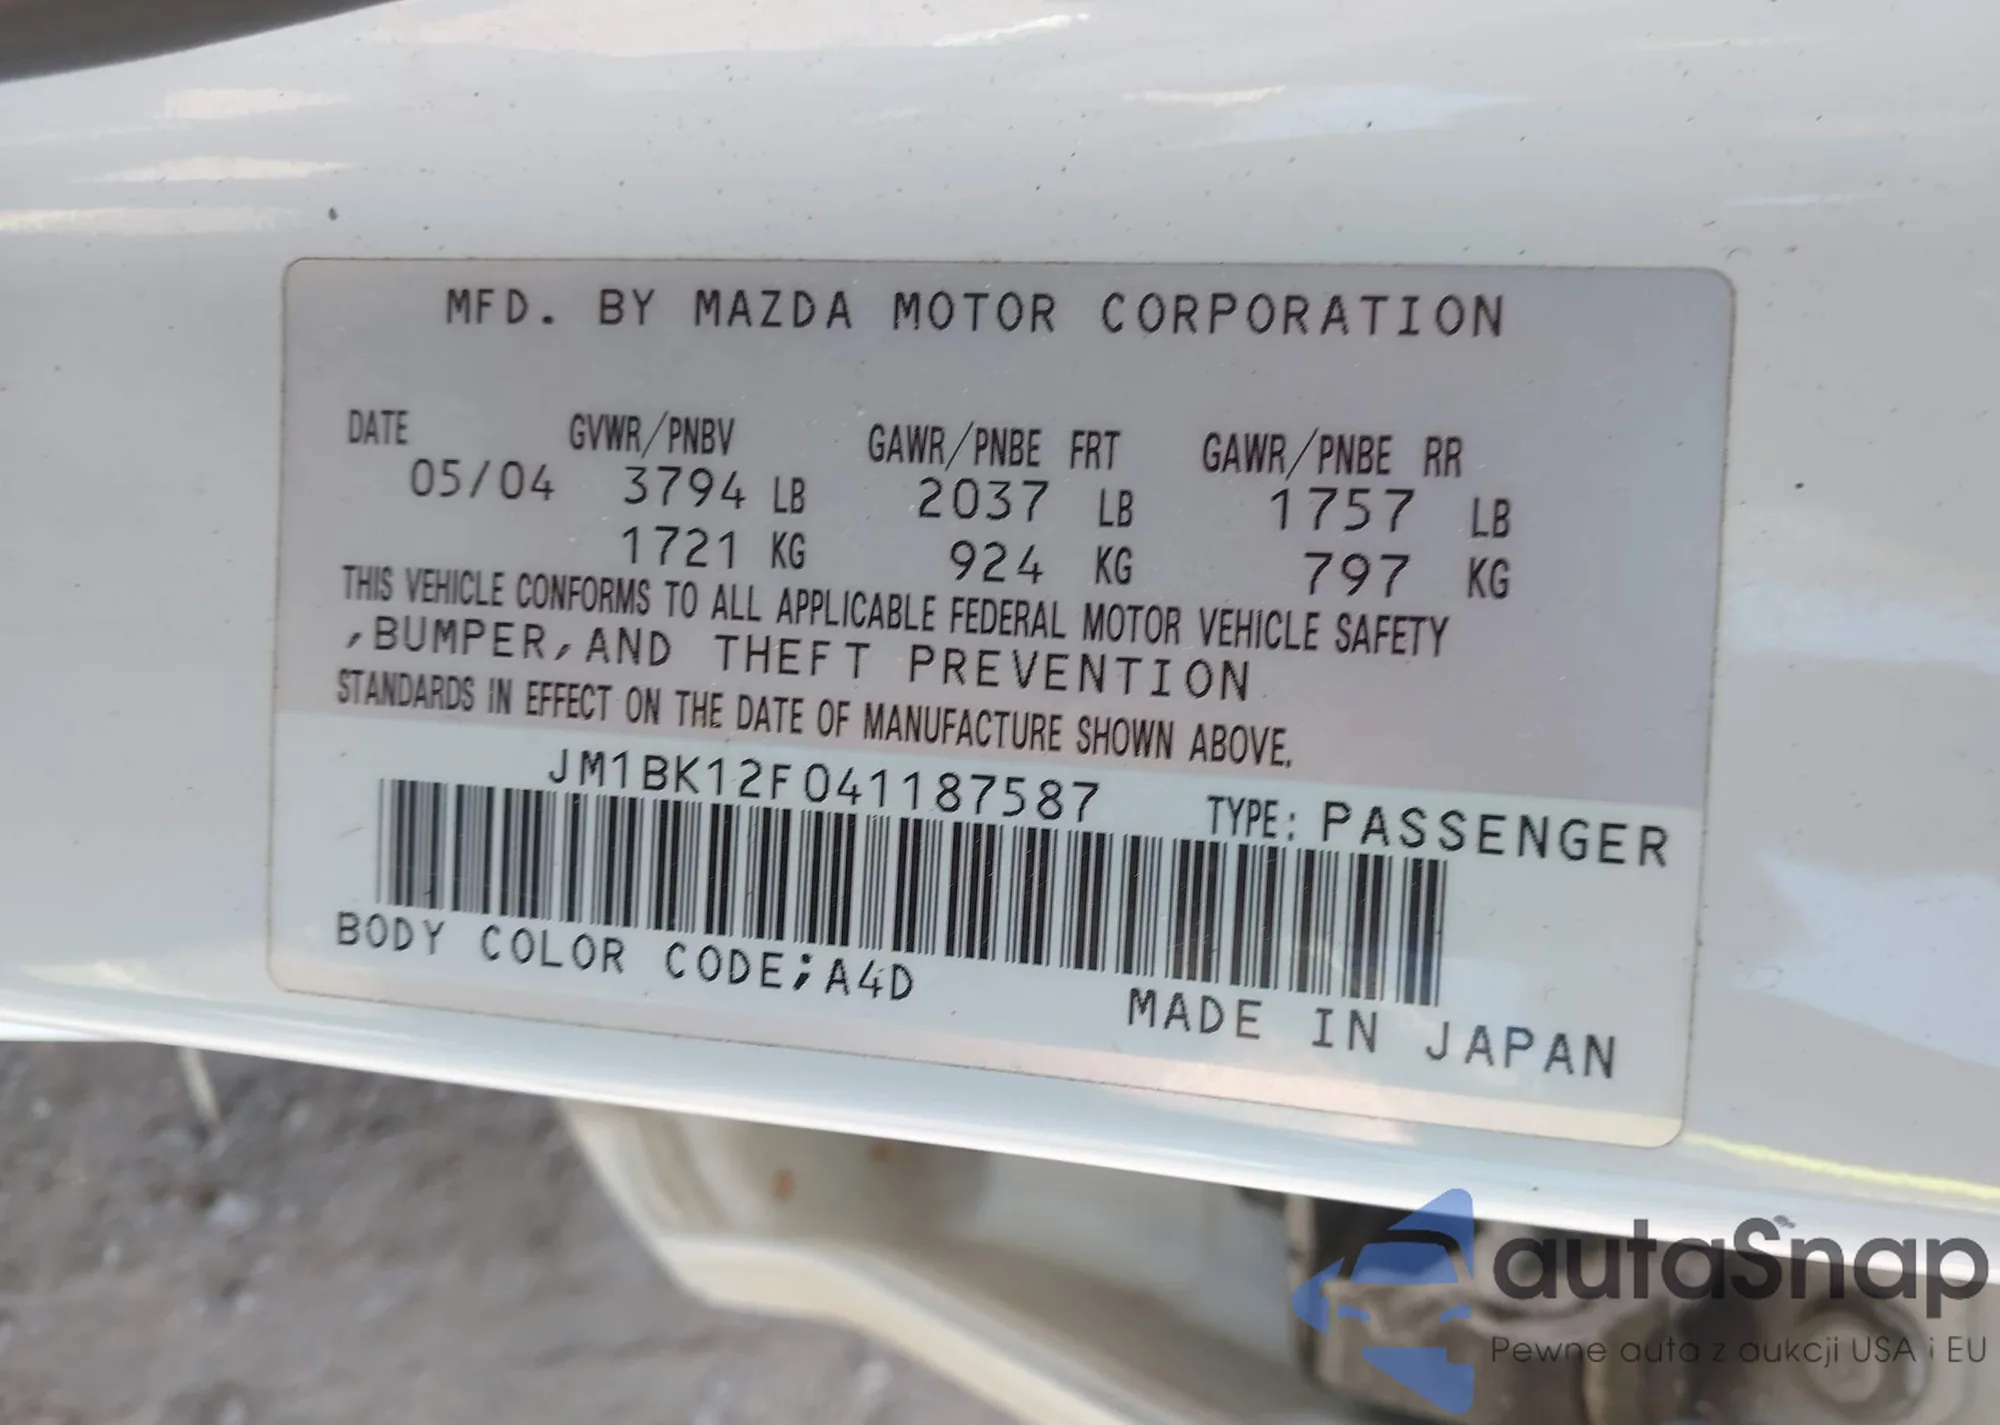 MFD. BY MAZDA MOTOR CORPORATION
DATE GVWR/PNBV GAWR/PNBE FRT GAWR/PNBE RR
05/04 3794 LB 2037 LB 1757 LB
1721 KG 924 KG 797 KG
THIS VEHICLE CONFORMS TO ALL APPLICABLE FEDERAL MOTOR VEHICLE SAFETY
,BUMPER,AND THEFT PREVENTION
STANDARDS IN EFFECT ON THE DATE OF MANUFACTURE SHOWN ABOVE.
JM1BK12F041187587 TYPE: PASSENGER
BODY COLOR CODE;A4D
MADE IN JAPAN
autoSnap
Pewne auta z aukcji USA i EU